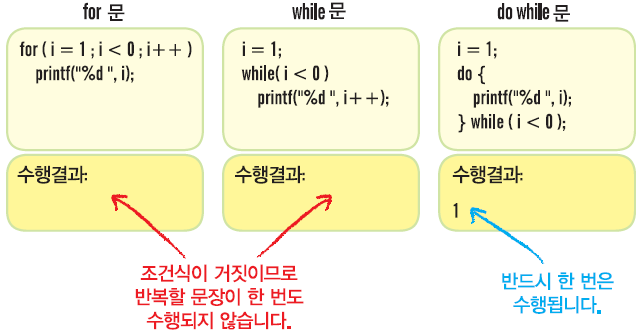 for 문
for ( i = 1 ; i < 0 ; i++ )
printf("%d ", i);
수행결과:
while 문
i = 1;
while( i < 0 )
printf("%d ", i++);
수행결과:
do while 문
i = 1;
do {
printf("%d ", i);
} while ( i < 0 );
수행결과:
1
조건식이 거짓이므로
반복할 문장이 한 번도
수행되지 않습니다.
반드시 한 번은
수행됩니다.